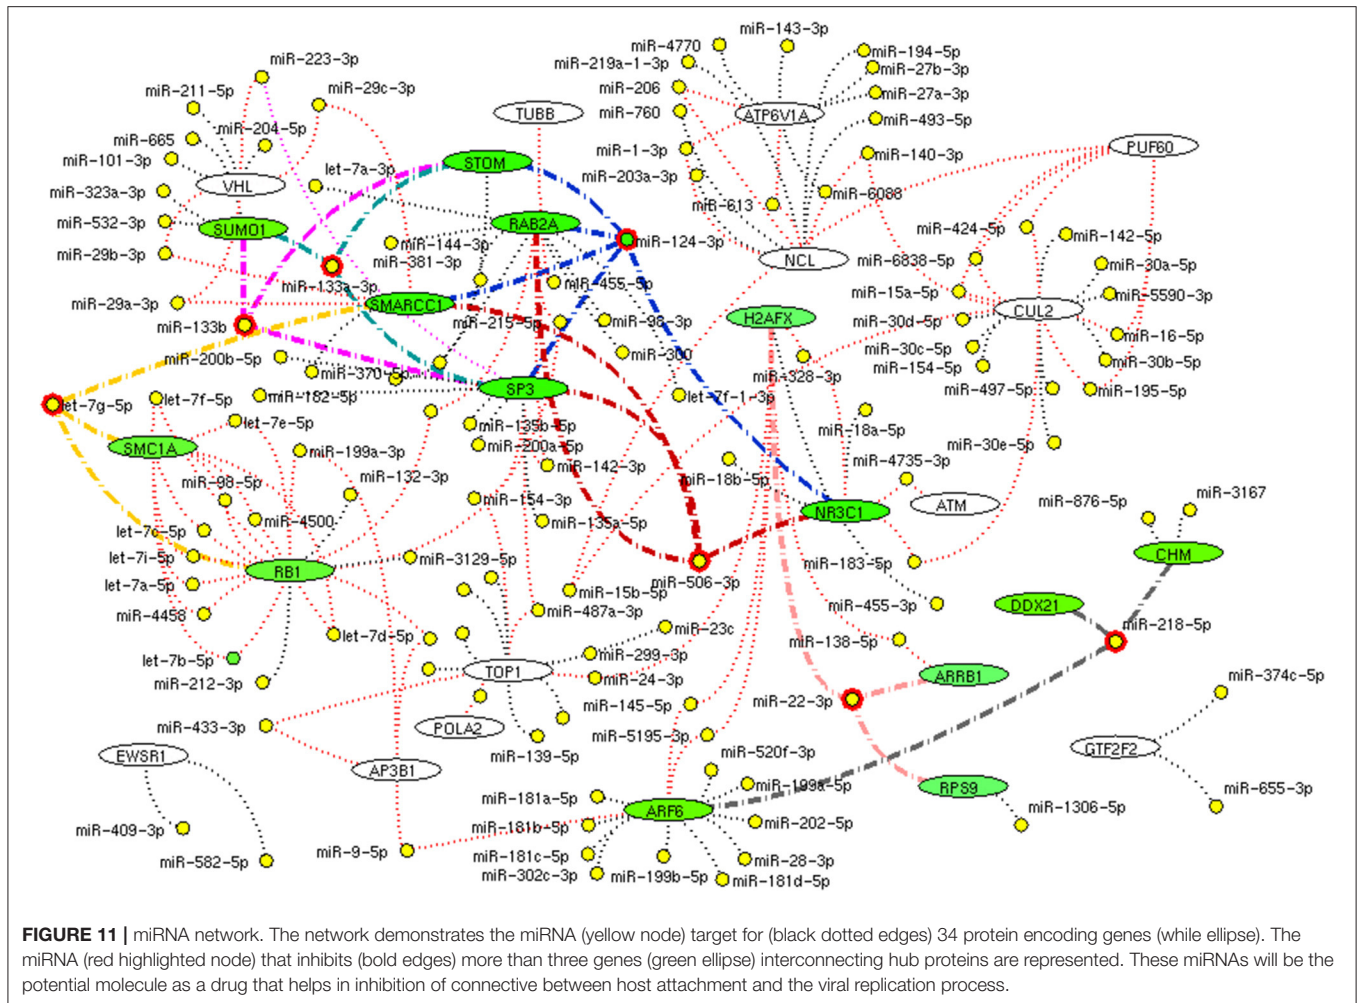 miR-143-3p
miR-4770
miR-223-3p
miR-194-5p
miR-219a-1-3p
miR-27b-3p
miR-29c-3p
miR-206
miR-211-5p
miR-27a-3p
TUBB
miR-760
ATP6V1A
miR-493-5p
miR-204-5p
miR-665
PUF60
miR-1-3p
miR-140-3p
miR-101-3p
STOM
let-7a-3p
miR-203a-3p
VHL
miR-323a-3p
miR-6088
miR-613
miR-532-3p
SUMO1
RAB2A
miR-424-5p
miR-142-5p
miR-144-3p
miR-124-3p
miR-29b-3p
miR-381-3p
NCL
miR-6838-5p
miR-30a-5p
miR-133a-3p
miR-455-5p
miR-15a-5p
miR-5590-3p
miR-29a-3p
SMARCC1
CUL2
miR-133b
miR-215-5p
miR-98-3p
H2AFX
miR-30d-5p
miR-16-5p
miR-200b-5p
miR-300
miR-30c-5p
miR-30b-5p
miR-370-5p
miR-328-3p
miR-154-5p
SP3
miR-497-5p
miR-195-5p
let-7g-5p
let-7f-5p
miR-182-5p
let-7f-1-3p
let-7e-5p
miR-135b-5p
miR-18a-5p
SMC1A
miR-199a-3p
miR-200a-5p
miR-30e-5p
miR-142-3p
miR-4735-3p
miR-98-5p
miR-132-3p
miR-18b-5p
miR-154-3p
ATM
miR-876-5p
miR-3167
miR-4500
miR-135a-5p
NR3C1
let-7c-5p
let-7i-5p
miR-3129-5p
CHM
RB1
miR-183-5p
let-7a-5p
miR-506-3p
miR-15b-5p
miR-4458
miR-487a-3p
miR-455-3p
DDX21
let-7d-5p
miR-23c
miR-138-5p
miR-218-5p
let-7b-5p
miR-299-3p
miR-212-3p
TOP1
miR-24-3p
ARRB1
miR-374c-5p
miR-145-5p
miR-22-3p
miR-433-3p
POLA2
miR-5195-3p
EWSR1
miR-139-5p
miR-520f-3p
GTF2F2
AP3B1
miR-199a-5p
RPS9
miR-655-3p
miR-181a-5p
ARF6
miR-1306-5p
miR-409-3p
miR-181b-5p
miR-202-5p
miR-582-5p
miR-9-5p
miR-181c-5p
miR-28-3p
miR-302c-3p
miR-199b-5p
miR-181d-5p
FIGURE 11 | miRNA network. The network demonstrates the miRNA (yellow node) target for (black dotted edges) 34 protein encoding genes (while ellipse). The
miRNA (red highlighted node) that inhibits (bold edges) more than three genes (green ellipse) interconnecting hub proteins are represented. These miRNAs will be the
potential molecule as a drug that helps in inhibition of connective between host attachment and the viral replication process.